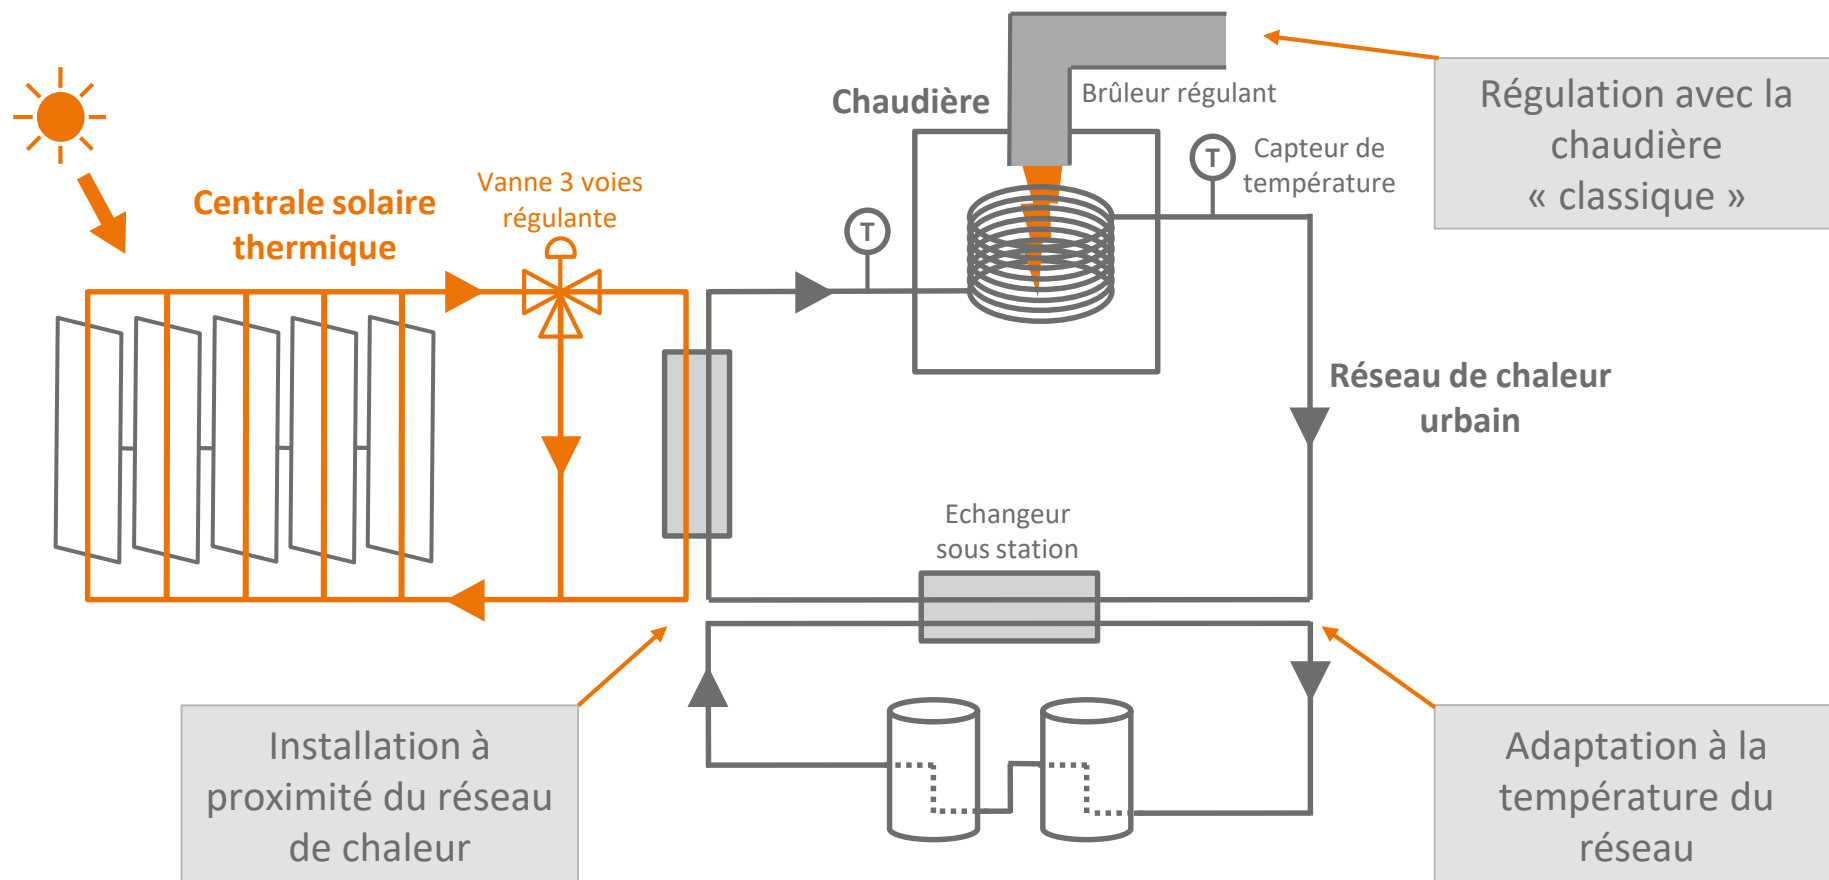 Chaudière
Brûleur régulant
Régulation avec la
chaudière
« classique »
T
Capteur de
température
Vanne 3 voies
régulante
Centrale solaire
thermique
T
Réseau de chaleur
urbain
Echangeur
sous station
Installation à
proximité du réseau
de chaleur
Adaptation à la
température du
réseau